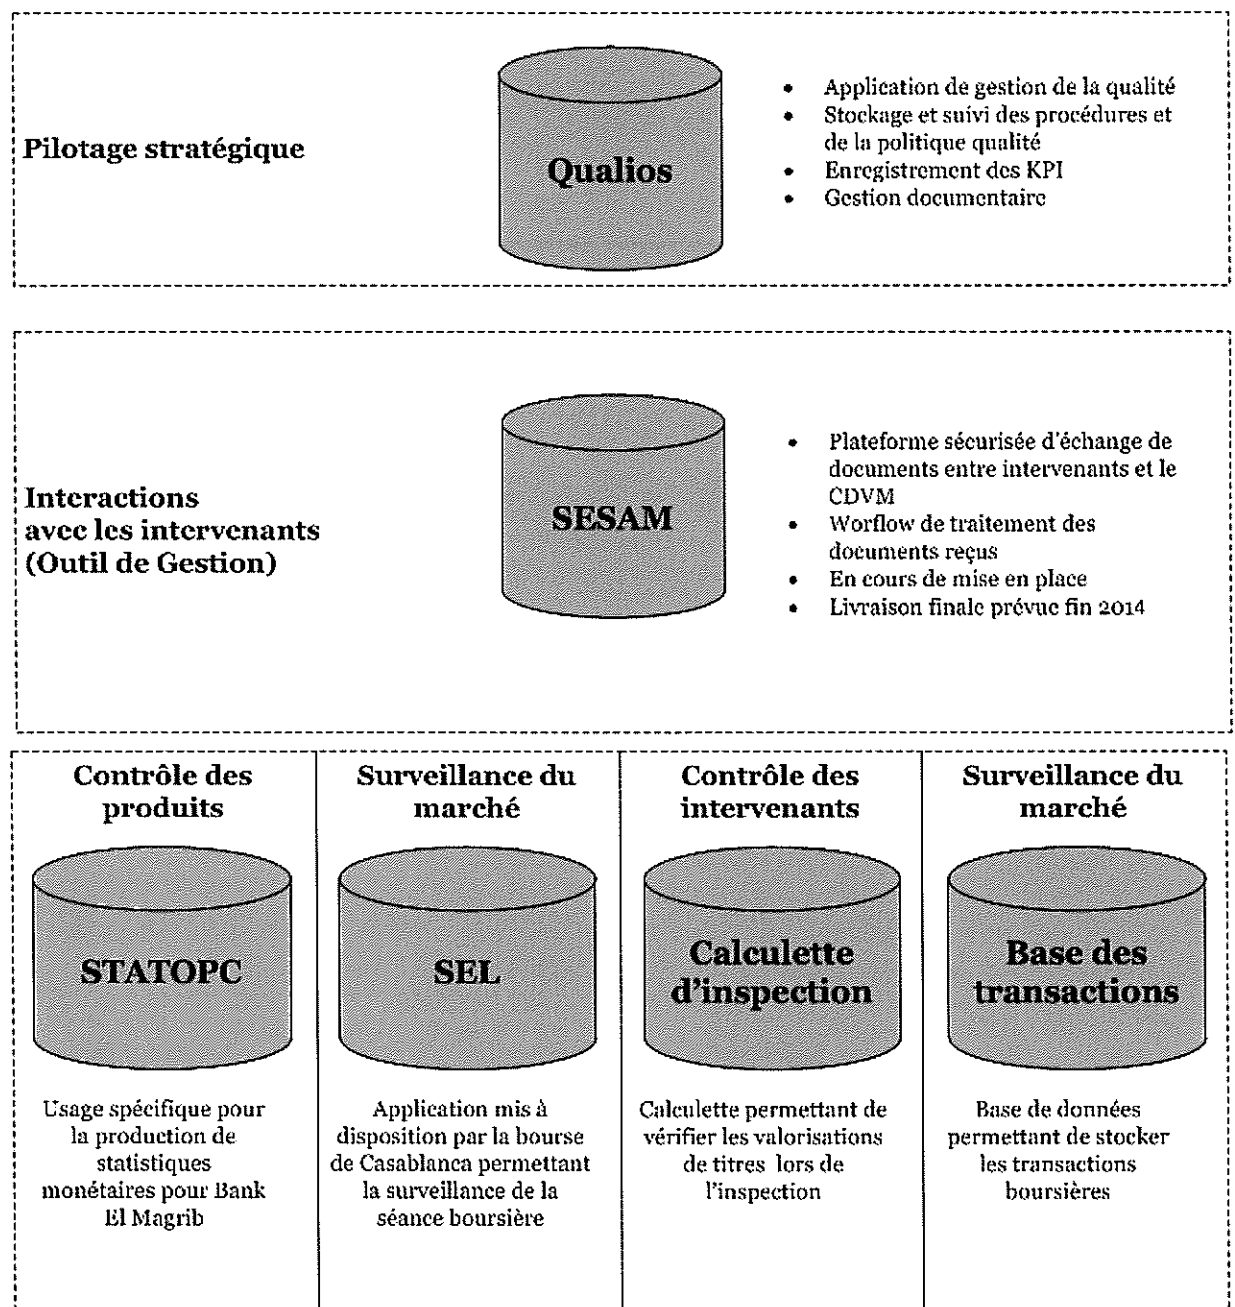 Pilotage stratégique
Qualios
• Application de gestion de la qualité
• Stockage et suivi des procédures et
de la politique qualité
• Enregistrement des KPI
• Gestion documentaire
Interactions
avec les intervenants
(Outil de Gestion)
SESAM
• Plateforme sécurisée d'échange de
documents entre intervenants et le
CDVM
• Worflow de traitement des
documents reçus
• En cours de mise en place
• Livraison finale prévue fin 2014
Contrôle des
produits
STATOPC
Usage spécifique pour
la production de
statistiques
monétaires pour Bank
El Magrib
Surveillance du
marché
SEL
Application mis à
disposition par la bourse
de Casablanca permettant
la surveillance de la
séance boursière
Contrôle des
intervenants
Calculette
d'inspection
Calculette permettant de
vérifier les valorisations
de titres lors de
l'inspection
Surveillance du
marché
Base des
transactions
Base de données
permettant de stocker
les transactions
boursières